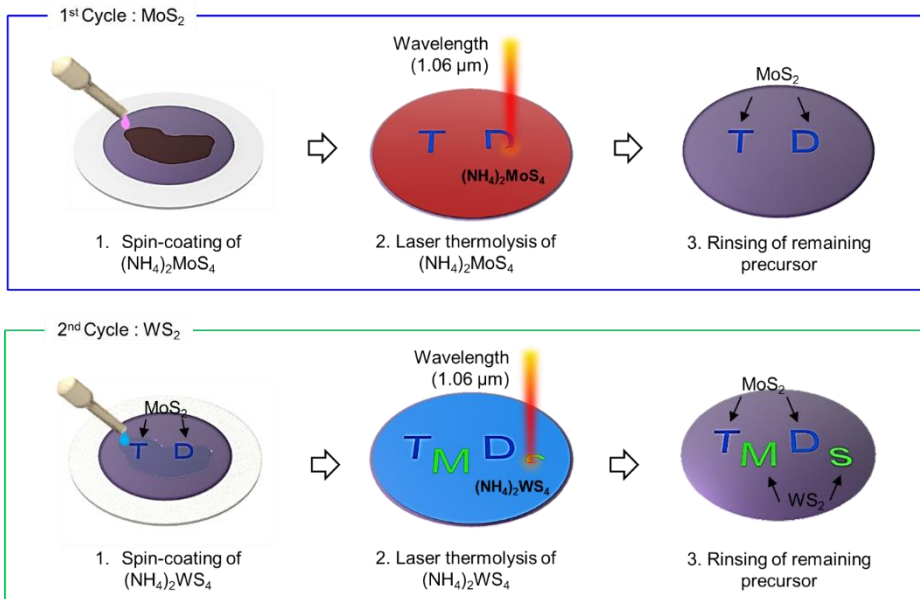 1st Cycle : MoS2
Wavelength
(1.06 µm)
T D
(NH4)2MoS4
MoS2
T D
1. Spin-coating of
(NH4)2MoS4
2. Laser thermolysis of
(NH4)2MoS4
3. Rinsing of remaining
precursor
2nd Cycle : WS2
MoS2
T D
Wavelength
(1.06 µm)
T M D
(NH4)2WS4
MoS2
T M D S
WS2
1. Spin-coating of
(NH4)2WS4
2. Laser thermolysis of
(NH4)2WS4
3. Rinsing of remaining
precursor